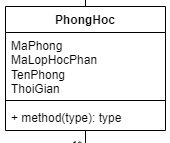 PhongHoc
MaPhong
MaLopHocPhan
TenPhong
ThoiGian
+ method(type): type